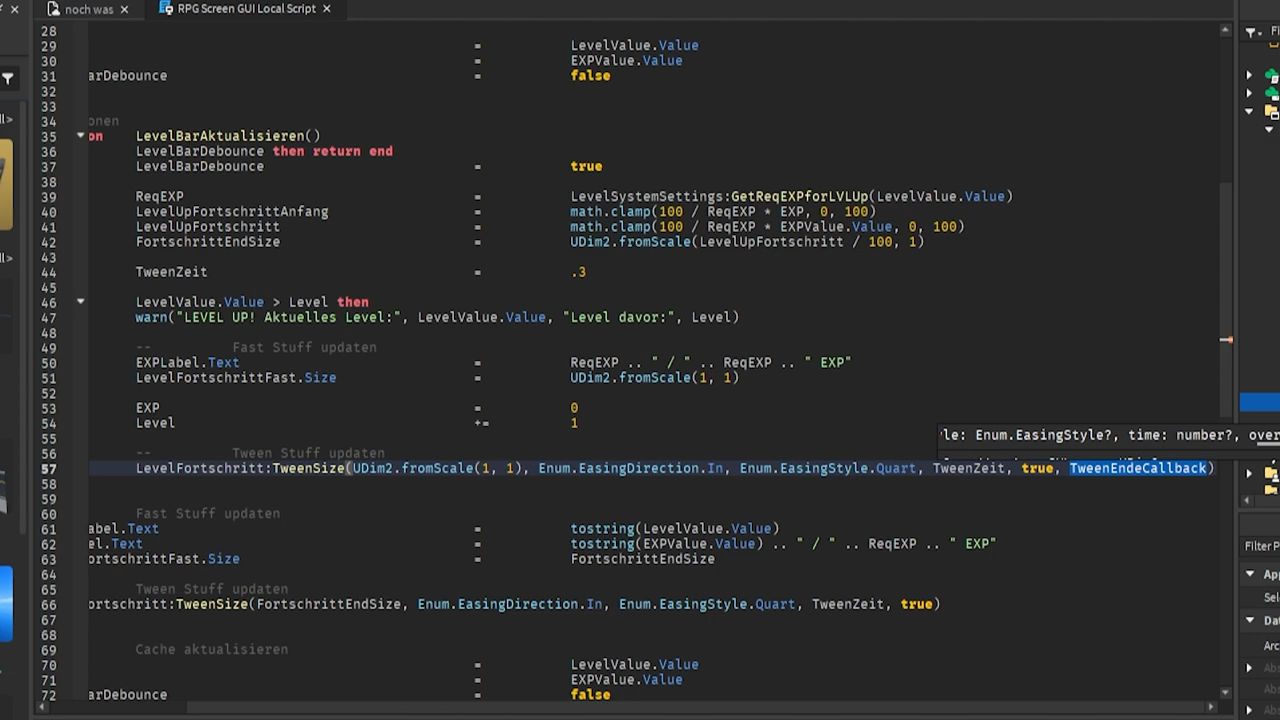 noch was
RPG Screen GUI Local Script
28
29 = LevelValue.Value
30 = EXPValue.Value
31 arDebounce = false
32
33
34 onen
35 on LevelBarAktualisieren()
36 LevelBarDebounce then return end
37 LevelBarDebounce = true
38
39 ReqEXP = LevelSystemSettings:GetReqEXPforLVLUp(LevelValue.Value)
40 LevelUpFortschrittAnfang = math.clamp(100 / ReqEXP * EXP, 0, 100)
41 LevelUpFortschritt = math.clamp(100 / ReqEXP * EXPValue.Value, 0, 100)
42 FortschrittEndSize = UDim2.fromScale(LevelUpFortschritt / 100, 1)
43
44 TweenZeit = .3
45
46 LevelValue.Value > Level then
47 warn("LEVEL UP! Aktuelles Level:", LevelValue.Value, "Level davor:", Level)
48
49 -- Fast Stuff updaten
50 EXPLabel.Text = ReqEXP .. " / " .. ReqEXP .. " EXP"
51 LevelFortschrittFast.Size = UDim2.fromScale(1, 1)
52
53 EXP = 0
54 Level += 1
55
le: Enum.EasingStyle?, time: number?, over
56 -- Tween Stuff updaten
57 LevelFortschritt:TweenSize(UDim2.fromScale(1, 1), Enum.EasingDirection.In, Enum.EasingStyle.Quart, TweenZeit, true, TweenEndeCallback)
58
59
60 Fast Stuff updaten
61 abel.Text = tostring(LevelValue.Value)
62 el.Text = tostring(EXPValue.Value) .. " / " .. ReqEXP .. " EXP"
63 ortschrittFast.Size = FortschrittEndSize
64
65 Tween Stuff updaten
66 ortschritt:TweenSize(FortschrittEndSize, Enum.EasingDirection.In, Enum.EasingStyle.Quart, TweenZeit, true)
67
68
69 Cache aktualisieren
70 = LevelValue.Value
71 = EXPValue.Value
72 arDebounce = false
ll>
ll>
Fi
Filter P
Ap
Sel
Da
Arc